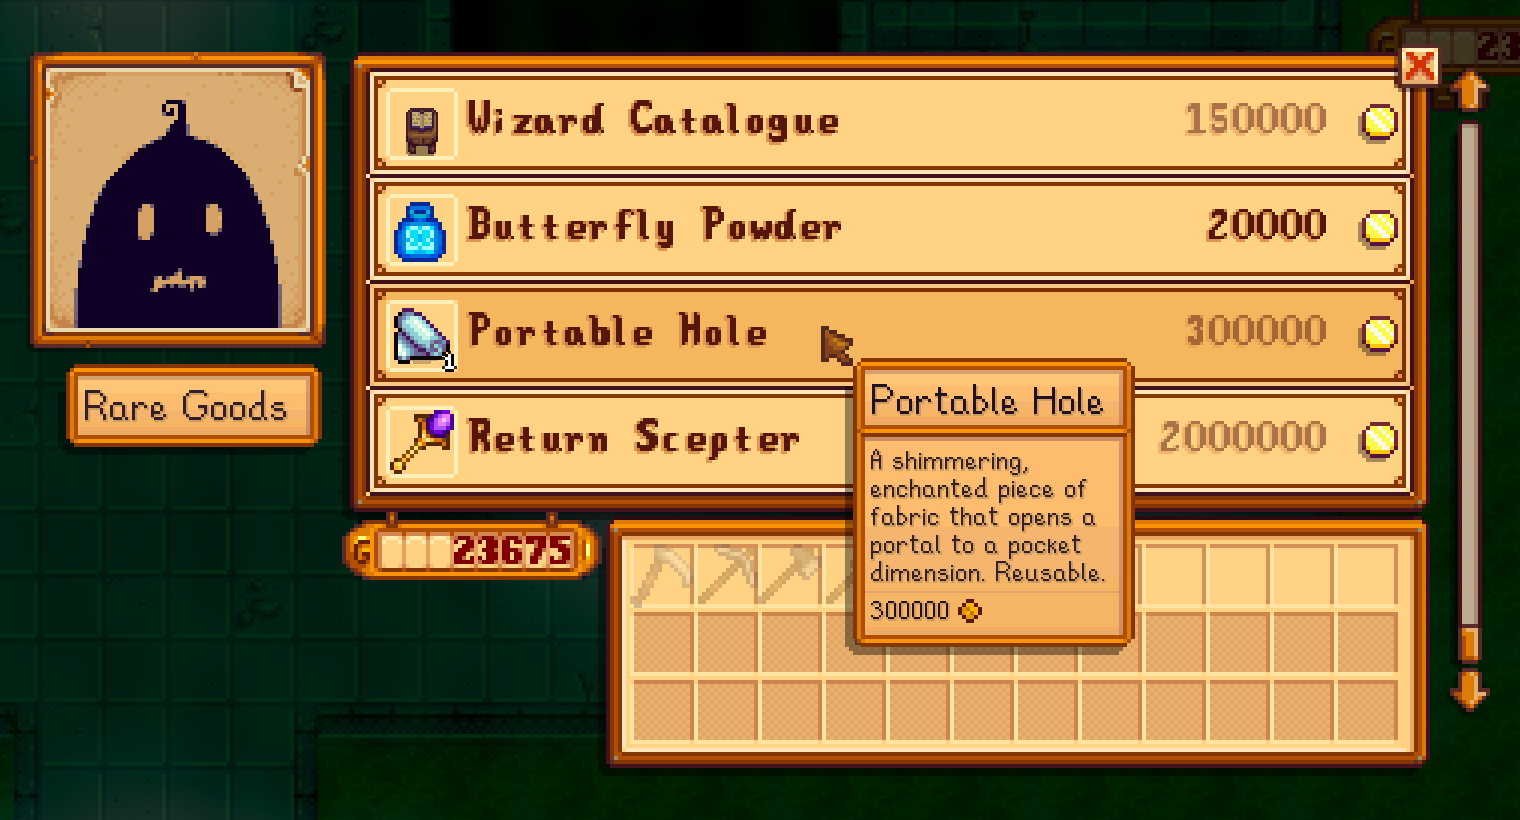 Wizard Catalogue 150000
Butterfly Powder 20000
Portable Hole 300000
Return Scepter 2000000
Rare Goods
Portable Hole
A shimmering,
enchanted piece of
fabric that opens a
portal to a pocket
dimension. Reusable.
300000
G 23675